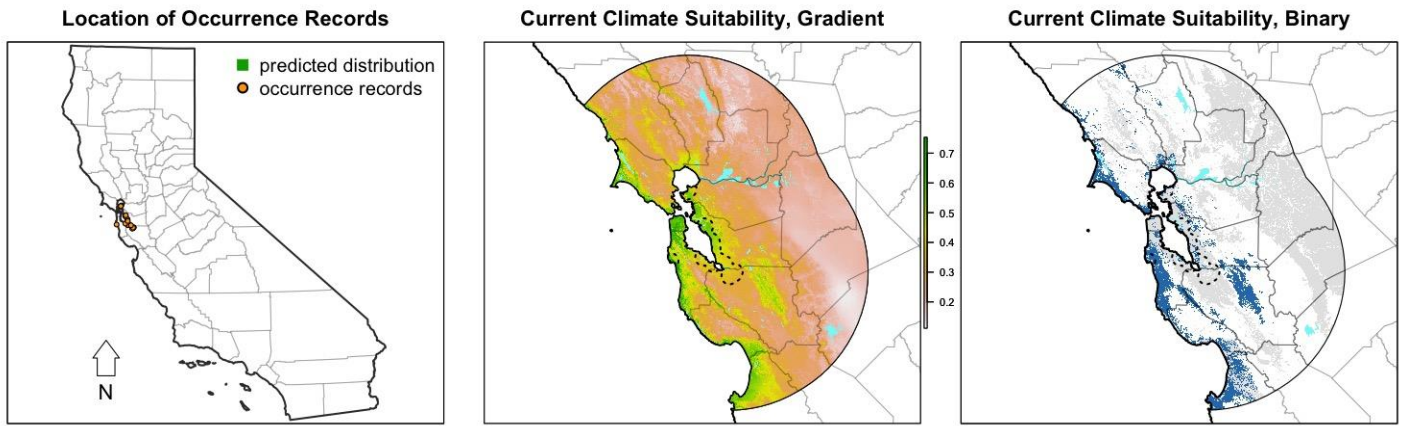 Location of Occurrence Records
predicted distribution
occurrence records
N
Current Climate Suitability, Gradient
0.7
0.6
0.5
0.4
0.3
0.2
Current Climate Suitability, Binary